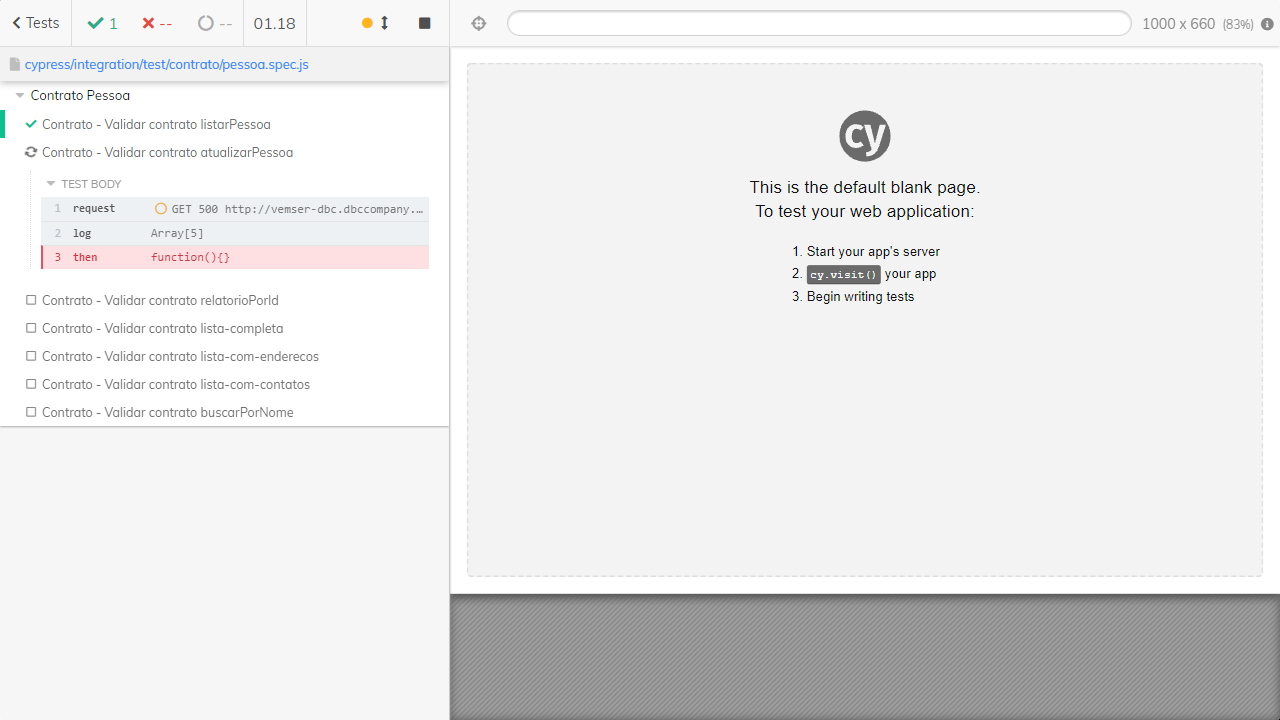 Tests
1
--
--
01.18
1000 x 660 (83%)
cypress/integration/test/contrato/pessoa.spec.js
Contrato Pessoa
Contrato - Validar contrato listarPessoa
Contrato - Validar contrato atualizarPessoa
TEST BODY
1 request GET 500 http://vemser-dbc.dbccompany.…
2 log Array[5]
3 then function(){}
Contrato - Validar contrato relatorioPorId
Contrato - Validar contrato lista-completa
Contrato - Validar contrato lista-com-enderecos
Contrato - Validar contrato lista-com-contatos
Contrato - Validar contrato buscarPorNome
cy
This is the default blank page.
To test your web application:
1. Start your app's server
2. cy.visit() your app
3. Begin writing tests